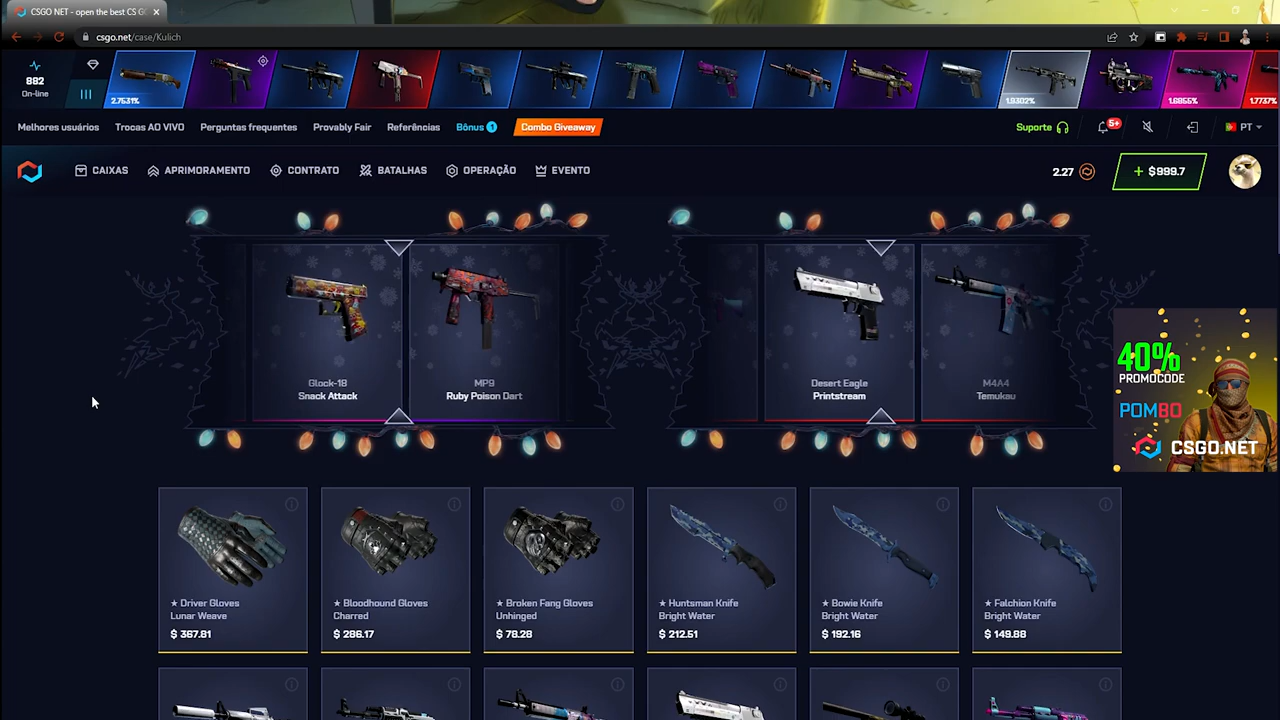 CSGO NET - open the best CS G
csgo.net/case/Kulich
882
On-line
2.7531%
1.9302%
1.6855%
1.7737%
Melhores usuários
Trocas AO VIVO
Perguntas frequentes
Provably Fair
Referências
Bônus 1
Combo Giveaway
Suporte
5+
PT
CAIXAS
APRIMORAMENTO
CONTRATO
BATALHAS
OPERAÇÃO
EVENTO
2.27
+ $999.7
Glock-18
Snack Attack
MP9
Ruby Poison Dart
Desert Eagle
Printstream
M4A4
Temukau
40%
PROMOCODE
POMBO
CSGO.NET
★ Driver Gloves
Lunar Weave
$ 367.81
★ Bloodhound Gloves
Charred
$ 286.17
★ Broken Fang Gloves
Unhinged
$ 78.28
★ Huntsman Knife
Bright Water
$ 212.51
★ Bowie Knife
Bright Water
$ 192.16
★ Falchion Knife
Bright Water
$ 149.88